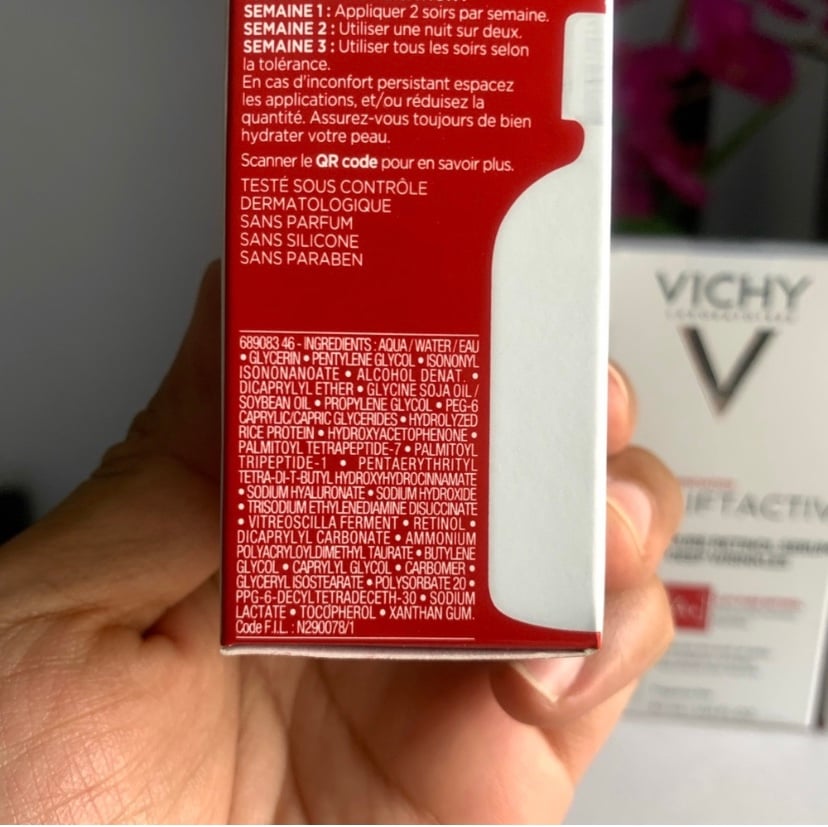 SEMAINE 1 : Appliquer 2 soirs par semaine.
SEMAINE 2 : Utiliser une nuit sur deux.
SEMAINE 3 : Utiliser tous les soirs selon
la tolérance.
En cas d'inconfort persistant espacez
les applications, et/ou réduisez la
quantité. Assurez-vous toujours de bien
hydrater votre peau.
Scanner le QR code pour en savoir plus.
TESTÉ SOUS CONTRÔLE
DERMATOLOGIQUE
SANS PARFUM
SANS SILICONE
SANS PARABEN
689083 46 - INGREDIENTS : AQUA / WATER / EAU
• GLYCERIN • PENTYLENE GLYCOL • ISONONYL
ISONONANOATE • ALCOHOL DENAT. •
DICAPRYLYL ETHER • GLYCINE SOJA OIL /
SOYBEAN OIL • PROPYLENE GLYCOL • PEG-6
CAPRYLIC/CAPRIC GLYCERIDES • HYDROLYZED
RICE PROTEIN • HYDROXYACETOPHENONE •
PALMITOYL TETRAPEPTIDE-7 • PALMITOYL
TRIPEPTIDE-1 • PENTAERYTHRITYL
TETRA-DI-T-BUTYL HYDROXYHYDROCINNAMATE
• SODIUM HYALURONATE • SODIUM HYDROXIDE
• TRISODIUM ETHYLENEDIAMINE DISUCCINATE
• VITREOSCILLA FERMENT • RETINOL •
DICAPRYLYL CARBONATE • AMMONIUM
POLYACRYLOYLDIMETHYL TAURATE • BUTYLENE
GLYCOL • CAPRYLYL GLYCOL • CARBOMER •
GLYCERYL ISOSTEARATE • POLYSORBATE 20 •
PPG-6-DECYLTETRADECETH-30 • SODIUM
LACTATE • TOCOPHEROL • XANTHAN GUM.
Code F.I.L. : N290078/1
VICHY
LABORATOIRES
V
IFTACTIV